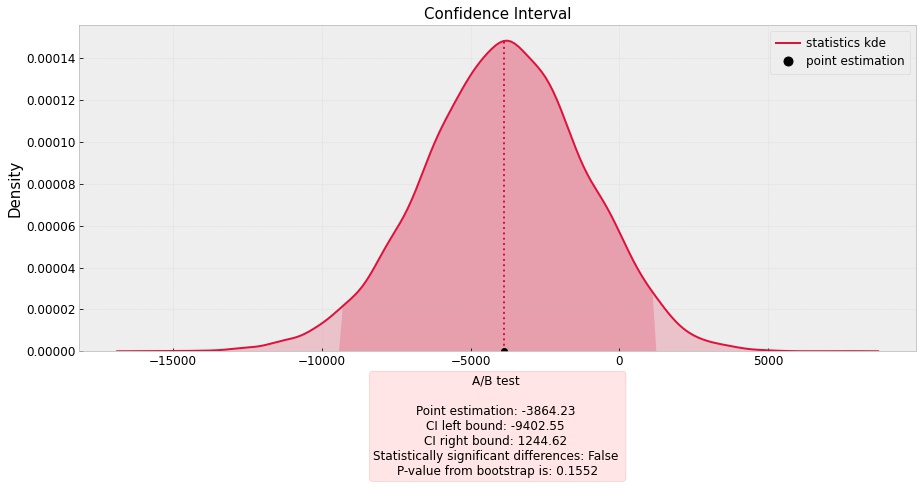 Confidence Interval
statistics kde
point estimation
Density
0.00014
0.00012
0.00010
0.00008
0.00006
0.00004
0.00002
0.00000
−15000
−10000
−5000
0
5000
A/B test
Point estimation: -3864.23
CI left bound: -9402.55
CI right bound: 1244.62
Statistically significant differences: False
P-value from bootstrap is: 0.1552